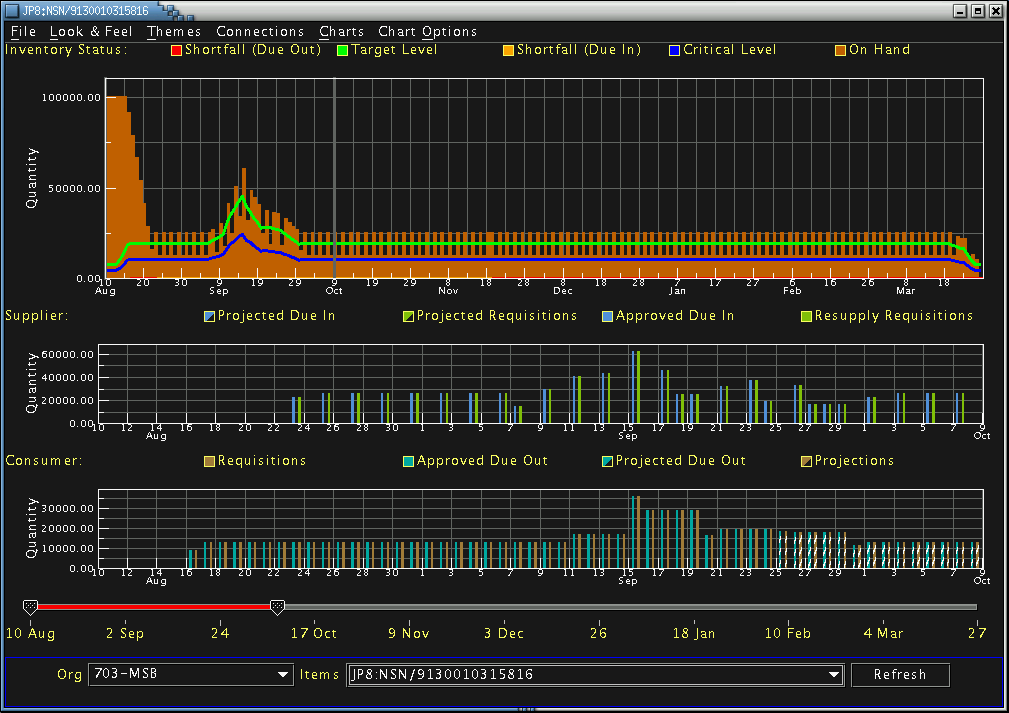 JP8:NSN/9130010315816
File Look & Feel Themes Connections Charts Chart Options
Inventory Status: Shortfall (Due Out) Target Level Shortfall (Due In) Critical Level On Hand
Quantity
100000.00
50000.00
0.00
10 20 30 9 19 29 9 19 29 8 18 28 8 18 28 7 17 27 6 16 26 8 18
Aug Sep Oct Nov Dec Jan Feb Mar
Supplier: Projected Due In Projected Requisitions Approved Due In Resupply Requisitions
Quantity
60000.00
40000.00
20000.00
0.00
10 12 14 16 18 20 22 24 26 28 30 1 3 5 7 9 11 13 15 17 19 21 23 25 27 29 1 3 5 7 9
Aug Sep Oct
Consumer: Requisitions Approved Due Out Projected Due Out Projections
Quantity
30000.00
20000.00
10000.00
0.00
10 12 14 16 18 20 22 24 26 28 30 1 3 5 7 9 11 13 15 17 19 21 23 25 27 29 1 3 5 7 9
Aug Sep Oct
10 Aug 2 Sep 24 17 Oct 9 Nov 3 Dec 26 18 Jan 10 Feb 4 Mar 27
Org 703-MSB Items JP8:NSN/9130010315816 Refresh